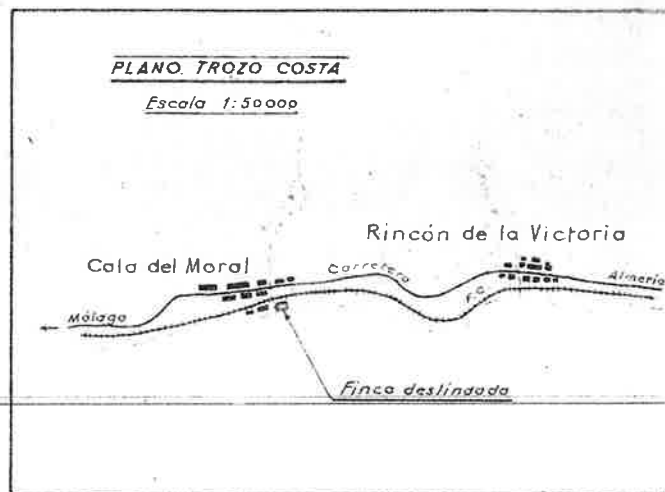 PLANO. TROZO COSTA
Escala 1:50000
Rincón de la Victoria
Cala del Moral
Carretera
Almería
F.C.
Málaga
Finca deslindada